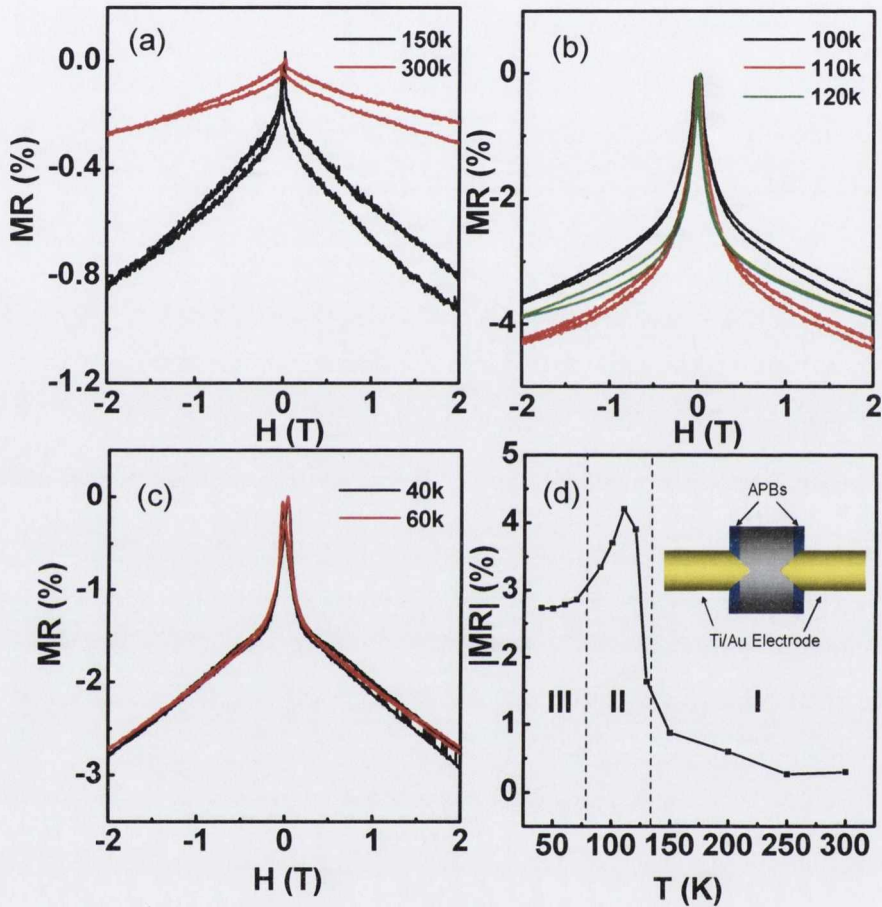 (a)
150k
300k
0.0
-0.4
-0.8
-1.2
MR (%)
-2
-1
0
1
2
H (T)
(b)
100k
110k
120k
0
-2
-4
MR (%)
-2
-1
0
1
2
H (T)
(c)
40k
60k
0
-1
-2
-3
MR (%)
-2
-1
0
1
2
H (T)
(d)
APBs
Ti/Au Electrode
5
4
3
2
1
0
|MR| (%)
III
II
I
50
100
150
200
250
300
T (K)